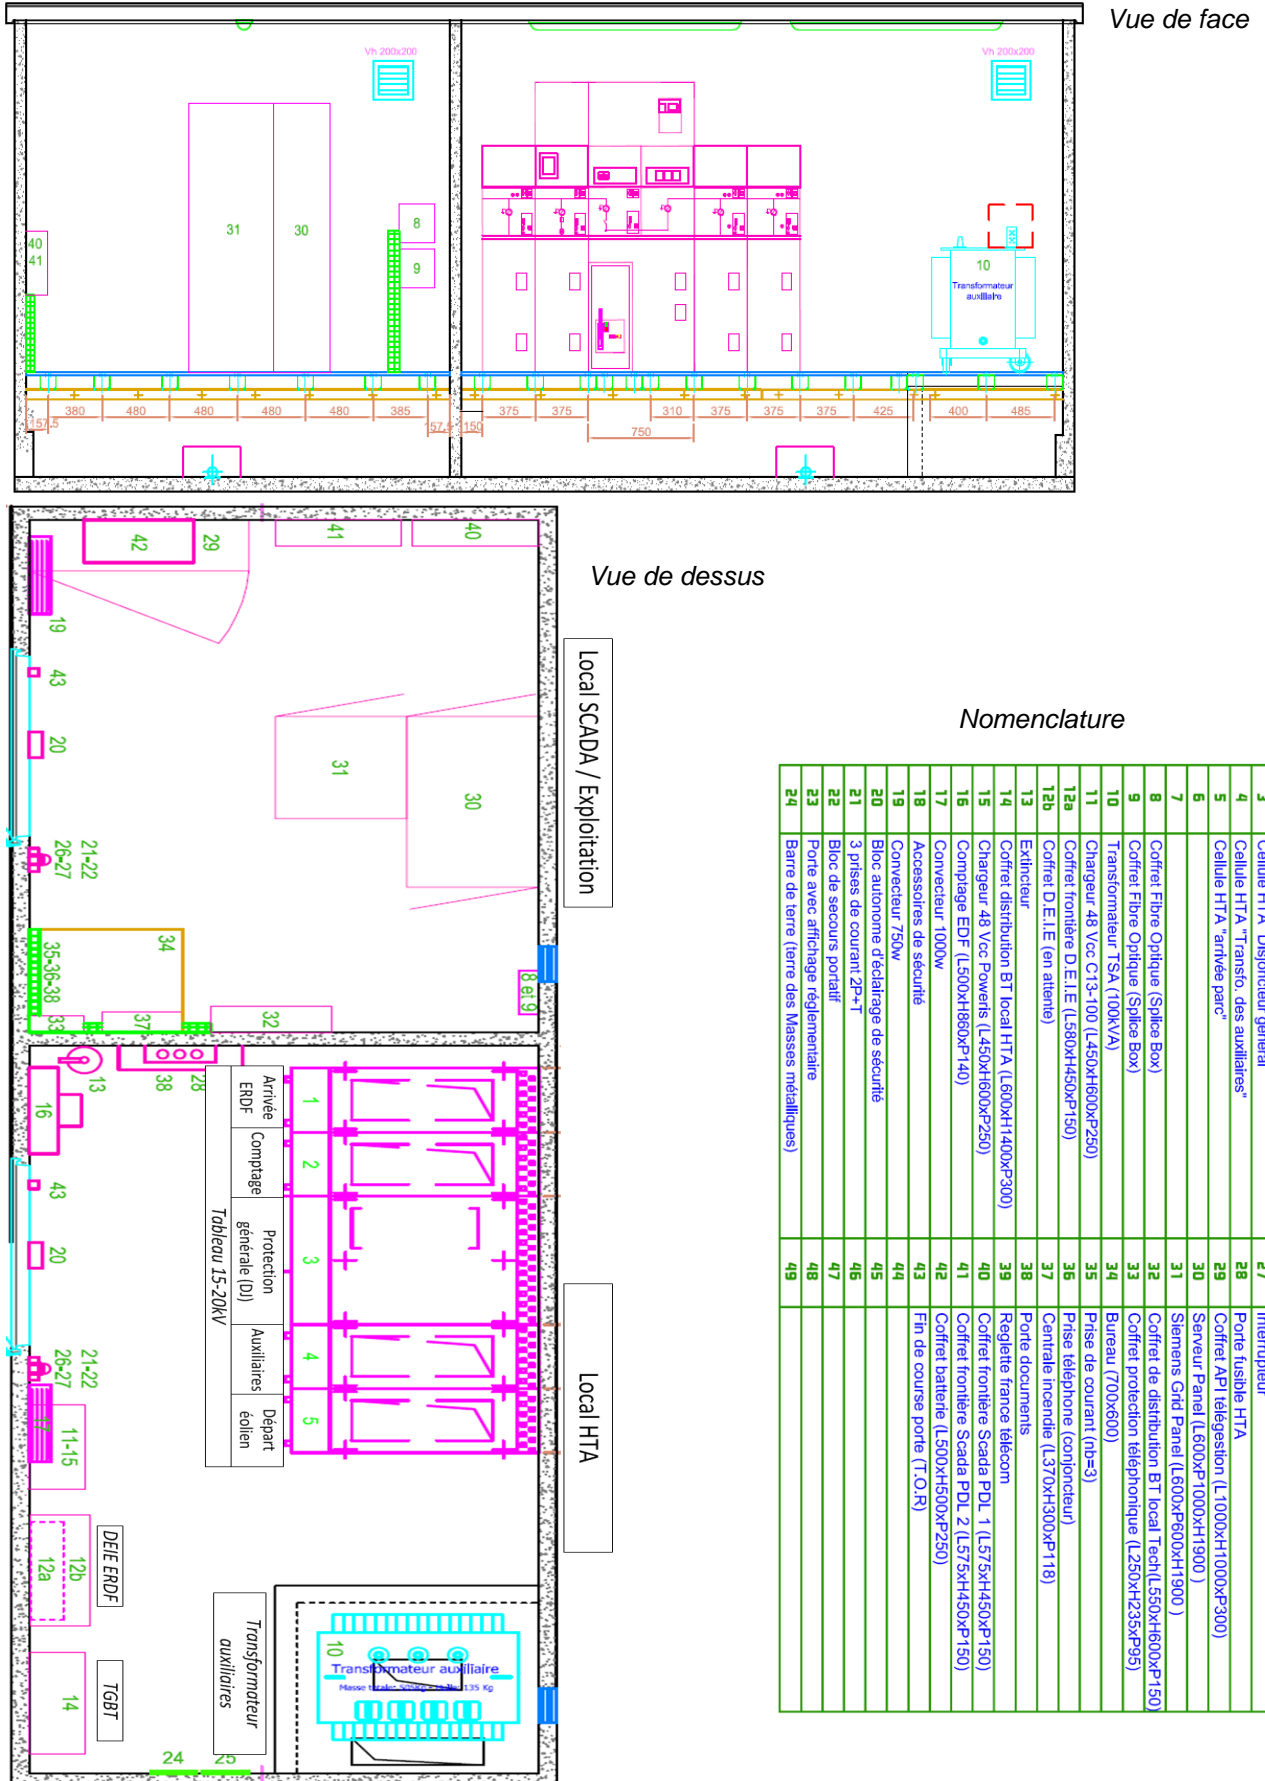 Vue de face
Vh 200x200
Vh 200x200
31
30
8
9
40
41
10
Transformateur
auxiliaire
380
480
480
480
480
385
157.5
157.5
150
375
375
310
375
375
375
425
400
485
750
Vue de dessus
42
29
41
40
19
43
20
31
30
21-22
26-27
34
35-36-38
33
37
32
8 et 9
Local SCADA / Exploitation
13
38
28
16
43
20
21-22
26-27
17
11-15
12b
12a
DEIE ERDF
14
TGBT
24
25
1
2
3
4
5
Arrivée
ERDF
Comptage
Protection
générale (DJ)
Auxiliaires
Départ
éolien
Tableau 15-20kV
Local HTA
Transformateur
auxiliaires
10
Transformateur auxiliaire
Masse totale: 505Kg - 135 Kg
Nomenclature
3 Cellule HTA "Disjoncteur général"
4 Cellule HTA "Transfo. des auxiliaires"
5 Cellule HTA "arrivée parc"
6
7
8 Coffret Fibre Optique (Splice Box)
9 Coffret Fibre Optique (Splice Box)
10 Transformateur TSA (100kVA)
11 Chargeur 48 Vcc C13-100 (L450xH600xP250)
12a Coffret frontière D.E.I.E (L580xH450xP150)
12b Coffret D.E.I.E (en attente)
13 Extincteur
14 Coffret distribution BT local HTA (L600xH1400xP300)
15 Chargeur 48 Vcc Poweris (L450xH600xP250)
16 Comptage EDF (L500xH860xP140)
17 Convecteur 1000w
18 Accessoires de sécurité
19 Convecteur 750w
20 Bloc autonome d'éclairage de sécurité
21 3 prises de courant 2P+T
22 Bloc de secours portatif
23 Porte avec affichage réglementaire
24 Barre de terre (terre des Masses métalliques)
27 Interrupteur
28 Porte fusible HTA
29 Coffret API télégestion (L1000xH1000xP300)
30 Serveur Panel (L600xP1000xH1900 )
31 Siemens Grid Panel (L600xP600xH1900 )
32 Coffret de distribution BT local Tech(L550xH600xP150)
33 Coffret protection téléphonique (L250xH235xP95)
34 Bureau (700x600)
35 Prise de courant (nb=3)
36 Prise téléphone (conjoncteur)
37 Centrale incendie (L370xH300xP118)
38 Porte documents
39 Reglette france télécom
40 Coffret frontière Scada PDL 1 (L575xH450xP150)
41 Coffret frontière Scada PDL 2 (L575xH450xP150)
42 Coffret batterie (L500xH500xP250)
43 Fin de course porte (T.O.R)
44
45
46
47
48
49